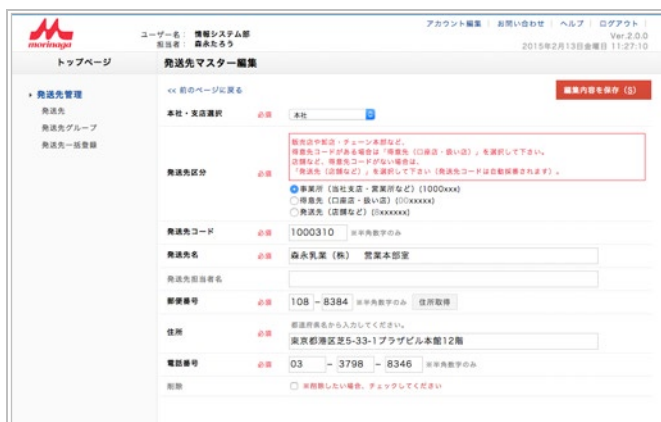 morinaga
ユーザー名： 情報システム部
担当者： 森永たろう
アカウント編集 | お問い合わせ | ヘルプ | ログアウト |
Ver.2.0.0
2015年2月13日金曜日 11:27:10
トップページ
発送先マスター編集
発送先管理
発送先
発送先グループ
発送先一括登録
<< 前のページに戻る
編集内容を保存 (S)
本社・支店選択 必須 本社
販売店や卸店・チェーン本部など、
得意先コードがある場合は「得意先（口座店・扱い店）」を選択して下さい。
店舗など、得意先コードがない場合は、
「発送先（店舗など）」を選択して下さい（発送先コードは自動採番されます）。
発送先区分 必須
事業所（当社支店・営業所など）(1000xxx)
得意先（口座店・扱い店）(00xxxxx)
発送先（店舗など）(8xxxxxx)
発送先コード 必須 1000310 ※半角数字のみ
発送先名 必須 森永乳業（株） 営業本部室
発送先担当者名
郵便番号 必須 108 - 8384 ※半角数字のみ 住所取得
都道府県名から入力してください。
住所 必須 東京都港区芝5-33-1プラザビル本館12階
電話番号 必須 03 - 3798 - 8346 ※半角数字のみ
削除 ※削除したい場合、チェックしてください